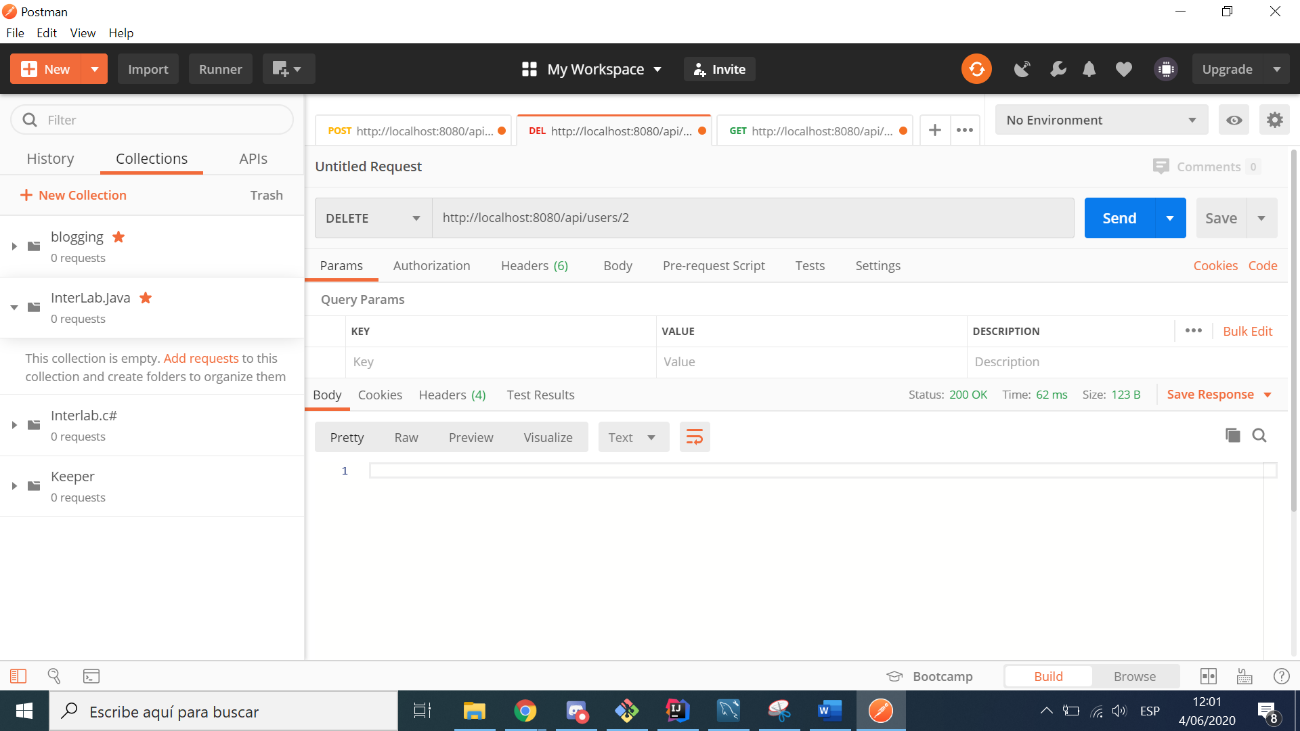 Postman
File Edit View Help
New Import Runner My Workspace Invite Upgrade
Filter
History Collections APIs
+ New Collection Trash
blogging
0 requests
InterLab.Java
0 requests
This collection is empty. Add requests to this
collection and create folders to organize them
Interlab.c#
0 requests
Keeper
0 requests
POST http://localhost:8080/api... DEL http://localhost:8080/api/... GET http://localhost:8080/api/... + ••• No Environment
Untitled Request Comments 0
DELETE http://localhost:8080/api/users/2 Send Save
Params Authorization Headers (6) Body Pre-request Script Tests Settings Cookies Code
Query Params
KEY VALUE DESCRIPTION ••• Bulk Edit
Key Value Description
Body Cookies Headers (4) Test Results Status: 200 OK Time: 62 ms Size: 123 B Save Response
Pretty Raw Preview Visualize Text
1
Bootcamp Build Browse
Escribe aquí para buscar
ESP
12:01
4/06/2020
8